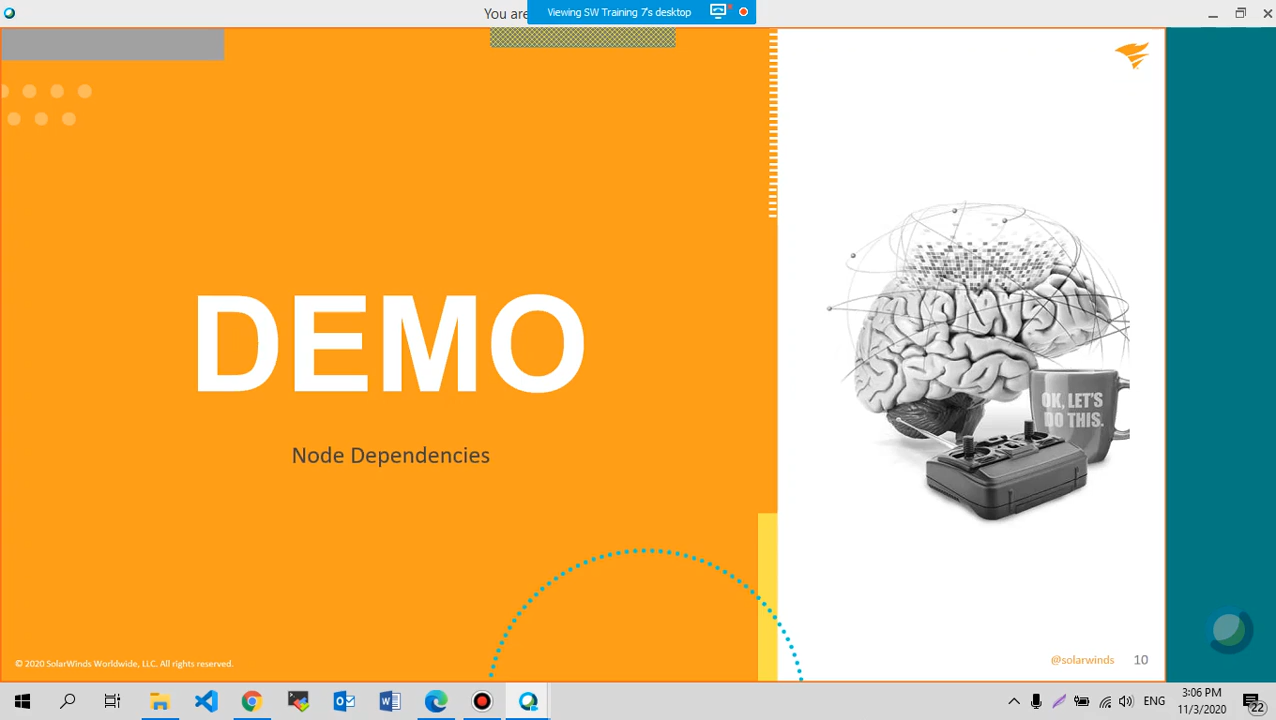 You are
Viewing SW Training 7's desktop
DEMO
Node Dependencies
OK, LET'S
DO THIS.
© 2020 SolarWinds Worldwide, LLC. All rights reserved.
@solarwinds 10
ENG
3:06 PM
11/3/2020
22